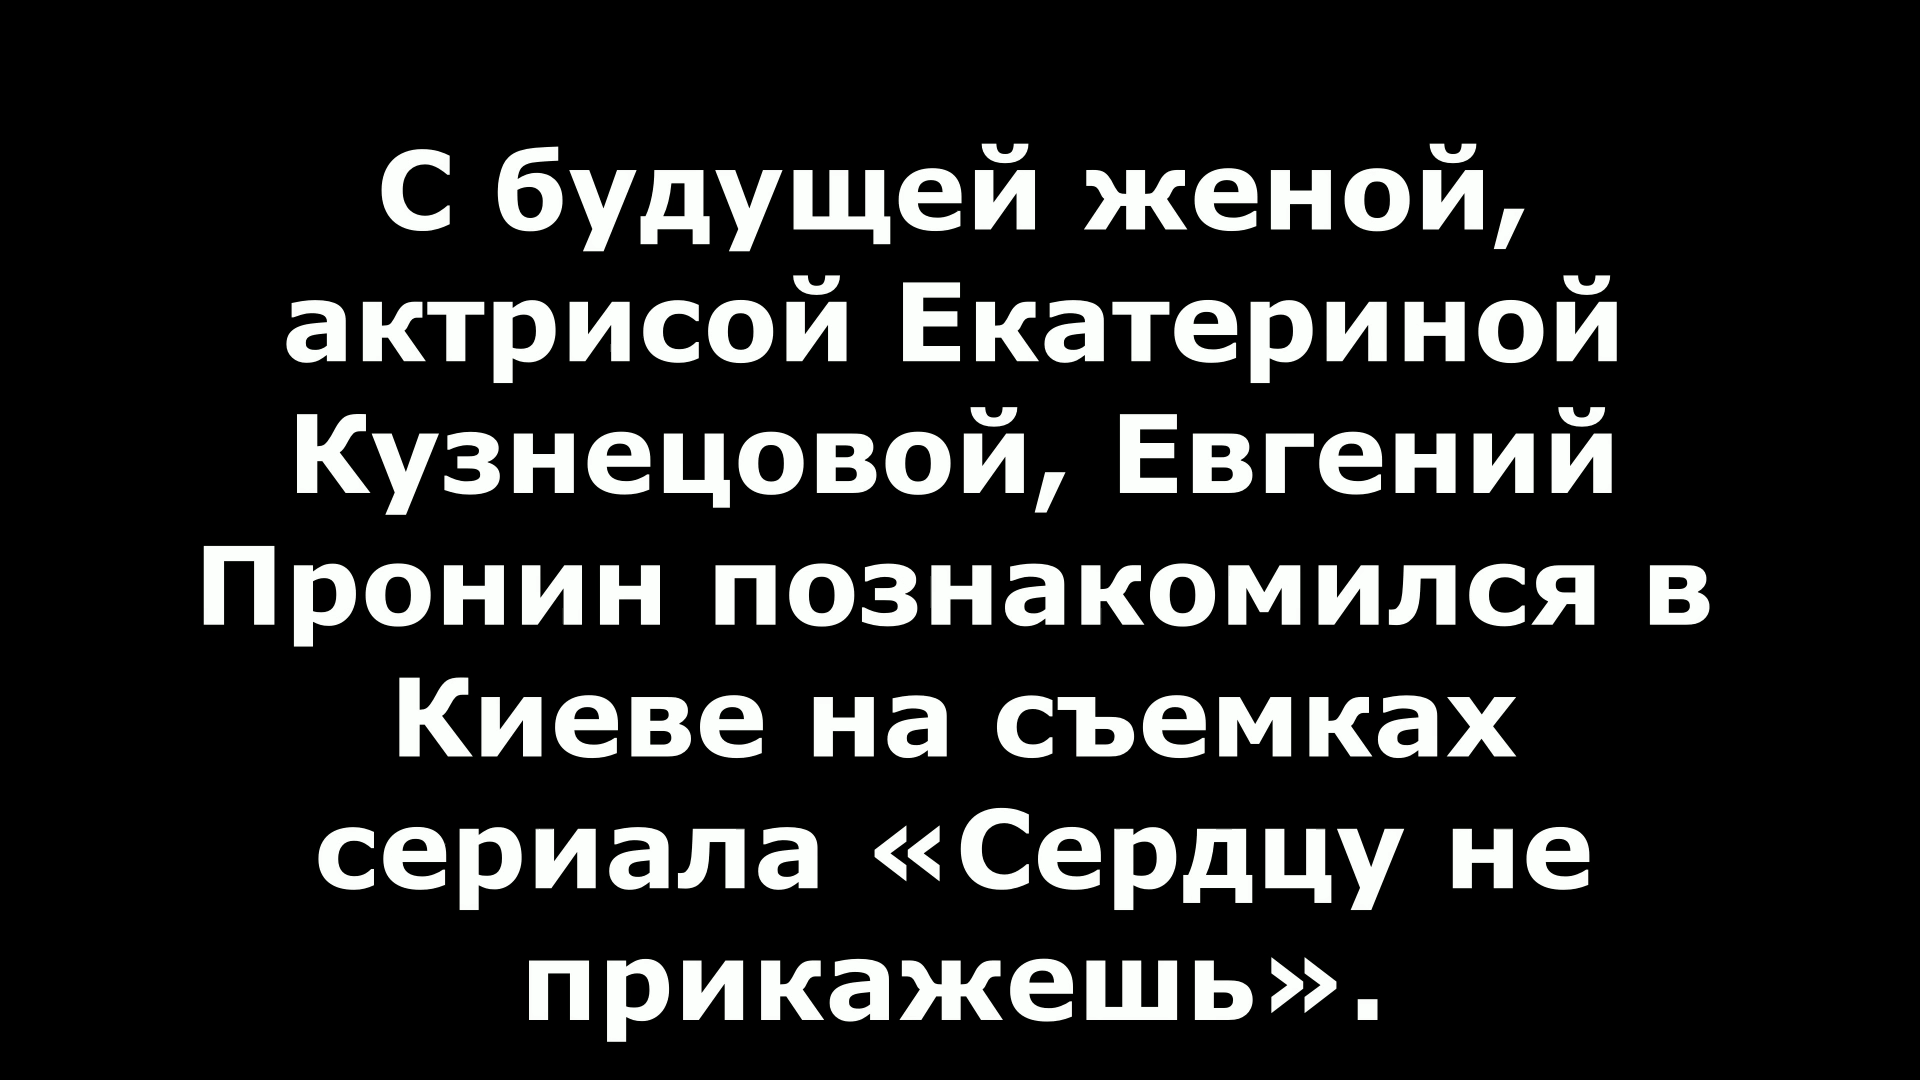 С будущей женой,
актрисой Екатериной
Кузнецовой, Евгений
Пронин познакомился в
Киеве на съемках
сериала «Сердцу не
прикажешь».